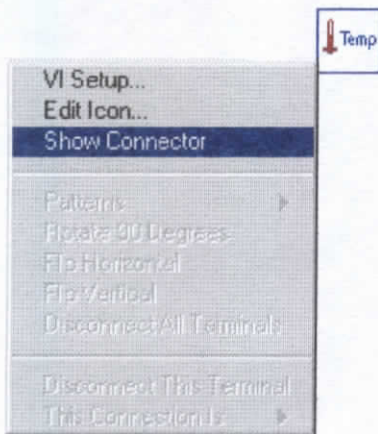 Temp
VI Setup...
Edit Icon...
Show Connector
Patterns
Rotate 90 Degrees
Flip Horizontal
Flip Vertical
Disconnect All Terminals
Disconnect This Terminal
This Connection Is